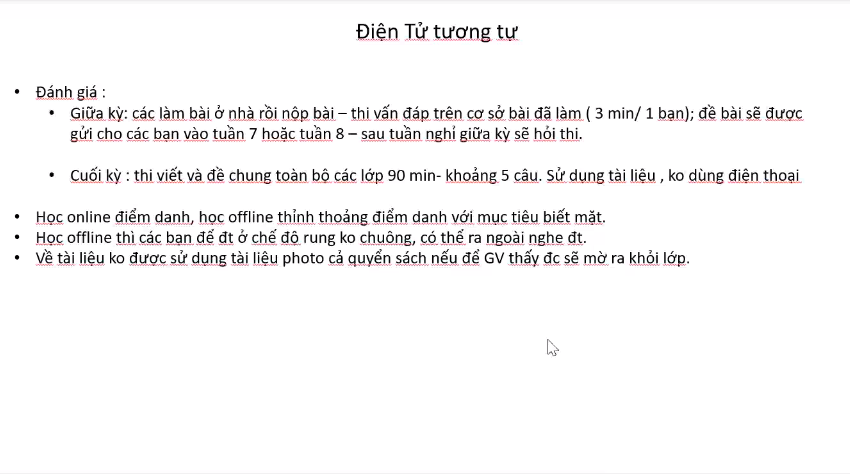 Điện Tử tương tự
• Đánh giá :
• Giữa kỳ: các làm bài ở nhà rồi nộp bài – thi vấn đáp trên cơ sở bài đã làm ( 3 min/ 1 bạn); đề bài sẽ được
gửi cho các bạn vào tuần 7 hoặc tuần 8 – sau tuần nghỉ giữa kỳ sẽ hỏi thi.
• Cuối kỳ : thi viết và đề chung toàn bộ các lớp 90 min- khoảng 5 câu. Sử dụng tài liệu , ko dùng điện thoại
• Học online điểm danh, học offline thỉnh thoảng điểm danh với mục tiêu biết mặt.
• Học offline thì các bạn để đt ở chế độ rung ko chuông, có thể ra ngoài nghe đt.
• Về tài liệu ko được sử dụng tài liệu photo cả quyển sách nếu để GV thấy đc sẽ mờ ra khỏi lớp.